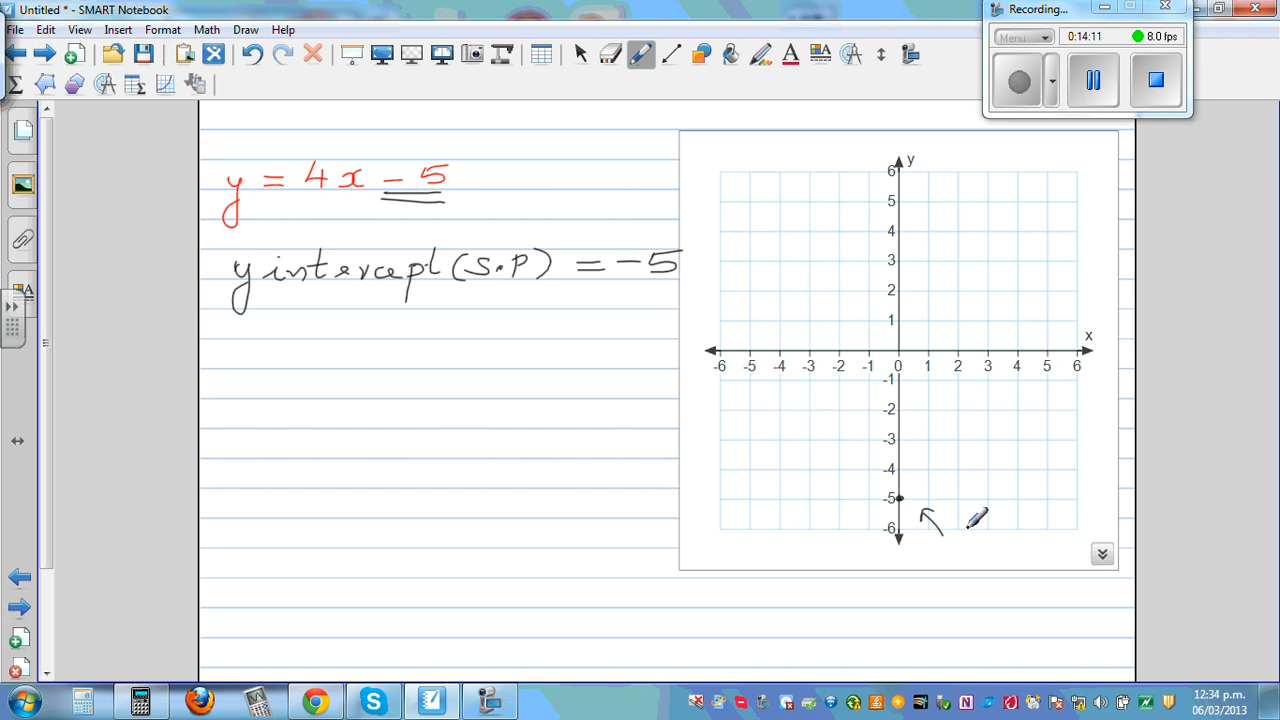 Untitled * - SMART Notebook
Recording...
File Edit View Insert Format Math Draw Help
Menu
0:14:11
8.0 fps
y = 4x - 5
y intercept (S.P) = -5
y
6
5
4
3
2
1
x
-6 -5 -4 -3 -2 -1 0 1 2 3 4 5 6
-1
-2
-3
-4
-5
-6
12:34 p.m.
06/03/2013